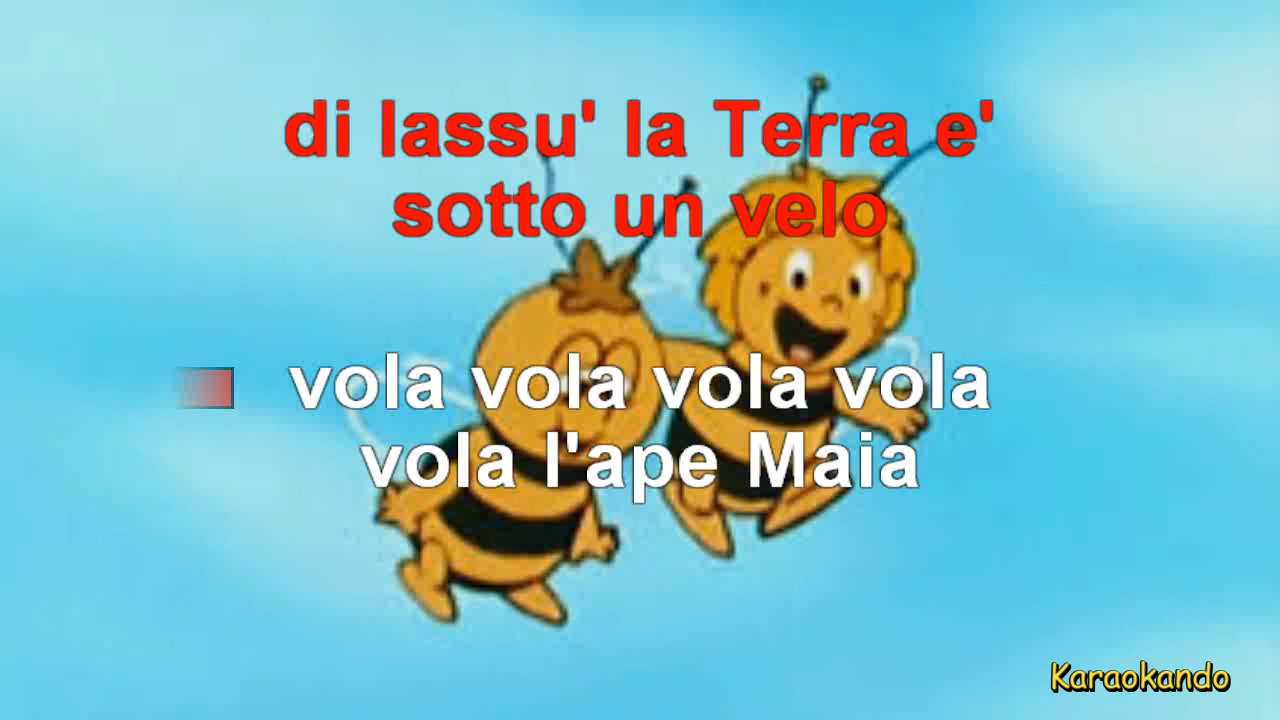 di lassu' la Terra e'
sotto un velo
vola vola vola vola
vola l'ape Maia
Karaokando